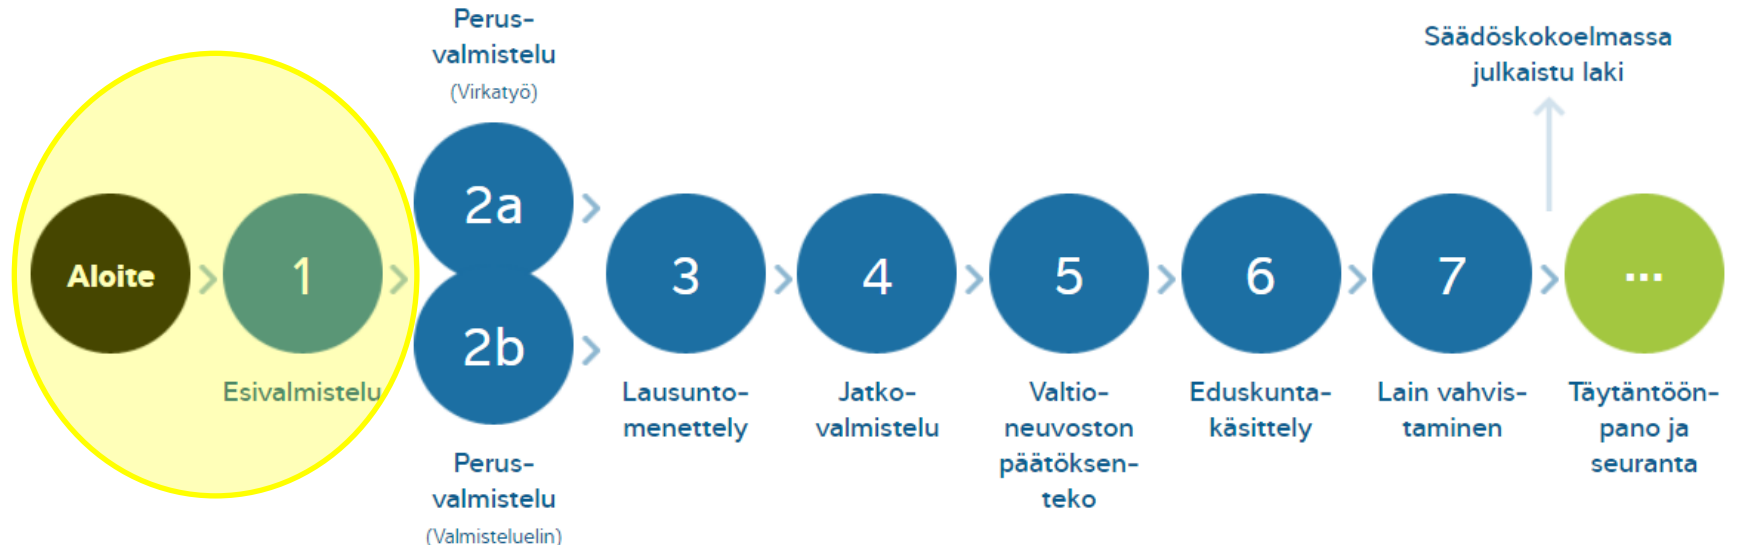 Perus-
valmistelu
(Virkatyö)
Säädöskokoelmassa
julkaistu laki
Aloite
1
2a
2b
3
4
5
6
7
...
Esivalmistelu
Perus-
valmistelu
(Valmisteluelin)
Lausunto-
menettely
Jatko-
valmistelu
Valtio-
neuvoston
päätöksen-
teko
Eduskunta-
käsittely
Lain vahvis-
taminen
Täytäntöön-
pano ja
seuranta